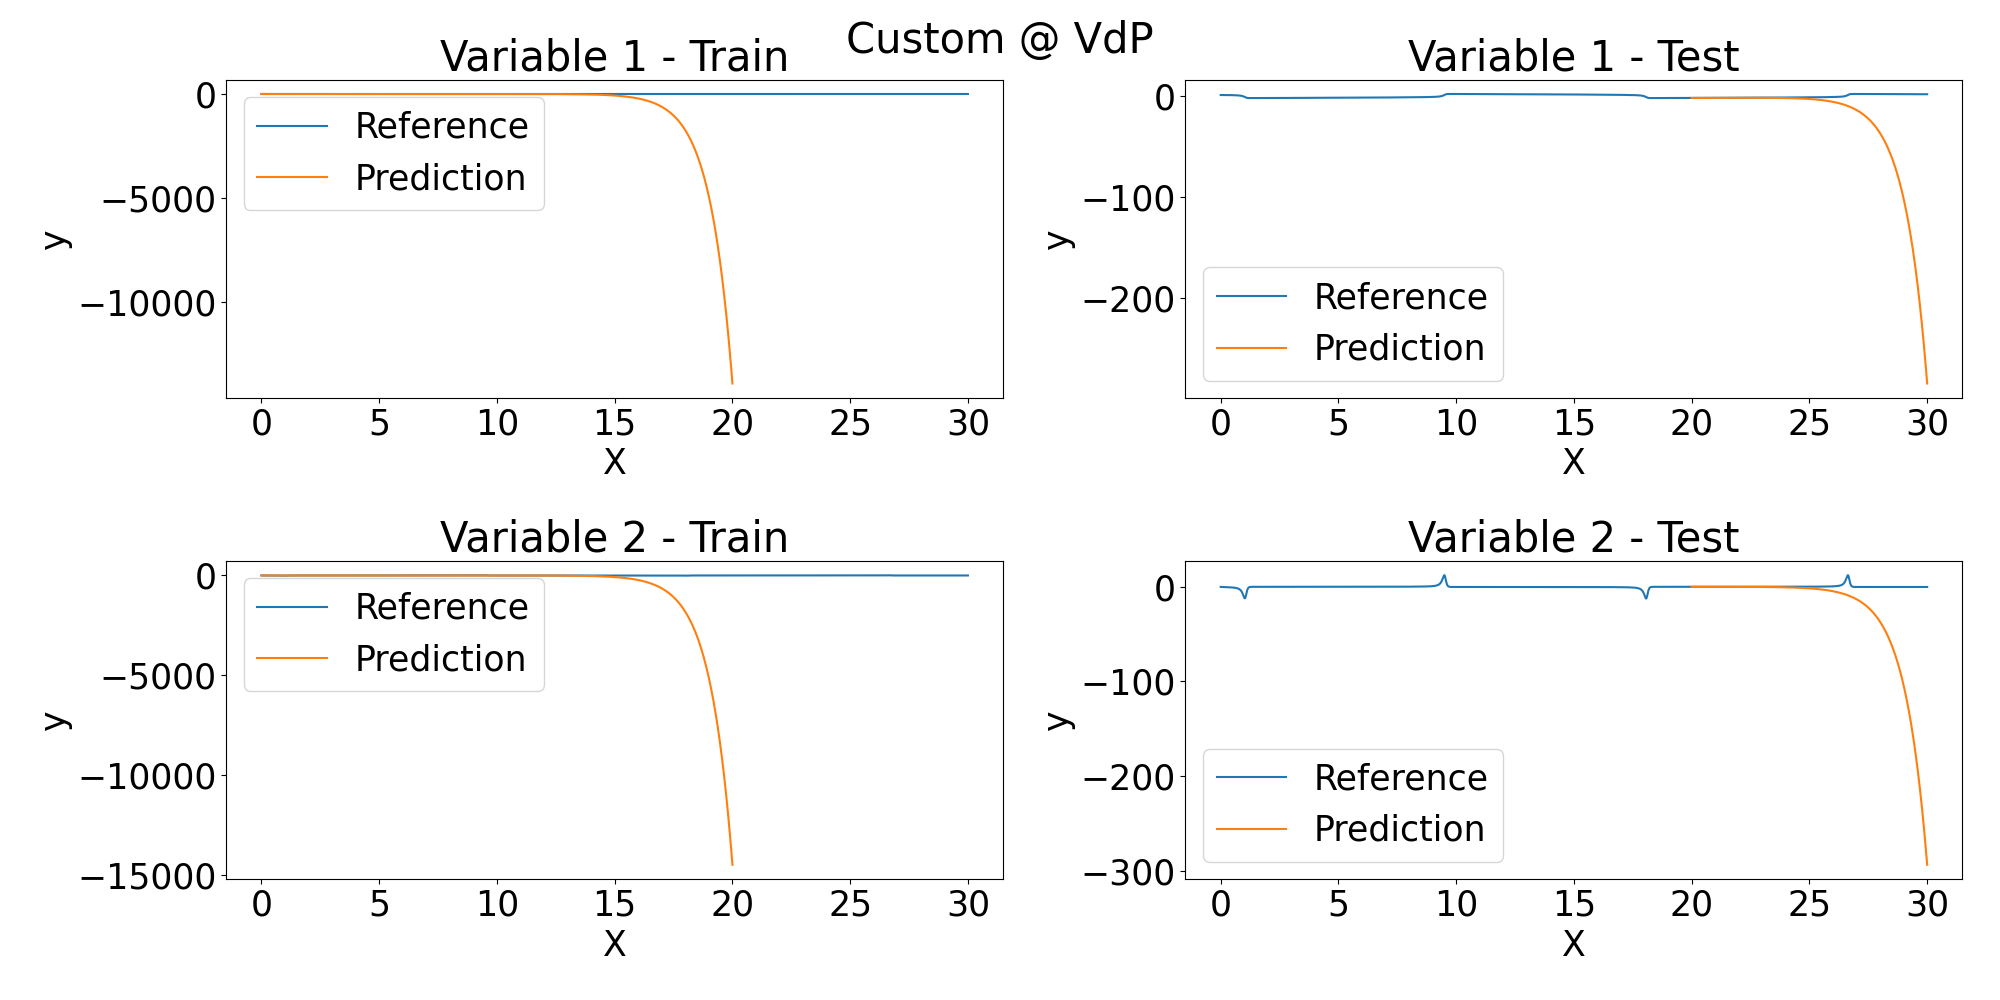 Custom @ VdP
Variable 1 - Train
0
−5000
−10000
y
Reference
Prediction
0 5 10 15 20 25 30
X
Variable 1 - Test
0
−100
−200
y
Reference
Prediction
0 5 10 15 20 25 30
X
Variable 2 - Train
0
−5000
−10000
−15000
y
Reference
Prediction
0 5 10 15 20 25 30
X
Variable 2 - Test
0
−100
−200
−300
y
Reference
Prediction
0 5 10 15 20 25 30
X